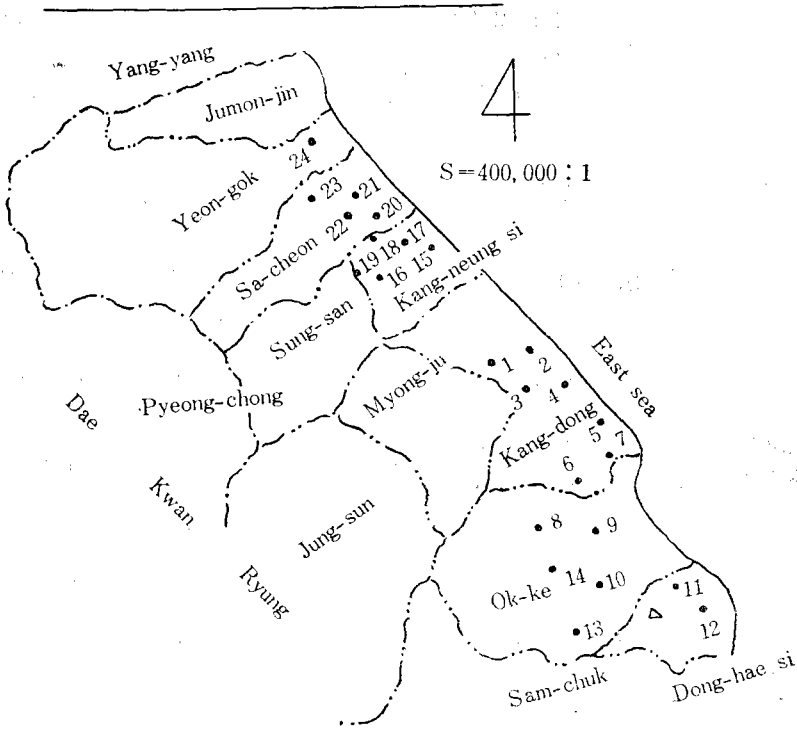 Yang-yang
Jumon-jin
24
S=400,000:1
Yeon-gok
23
21
22
20
Sa-cheon
19
18
17
16
15
Kang-neung si
Sung-san
1
2
East sea
Myong-ju
3
4
Dae
Pyeong-chong
Kang-dong
5
7
6
Kwan
Jung-sun
8
9
Ryung
Ok-ke
14
10
11
13
12
Sam-chuk
Dong-hae si